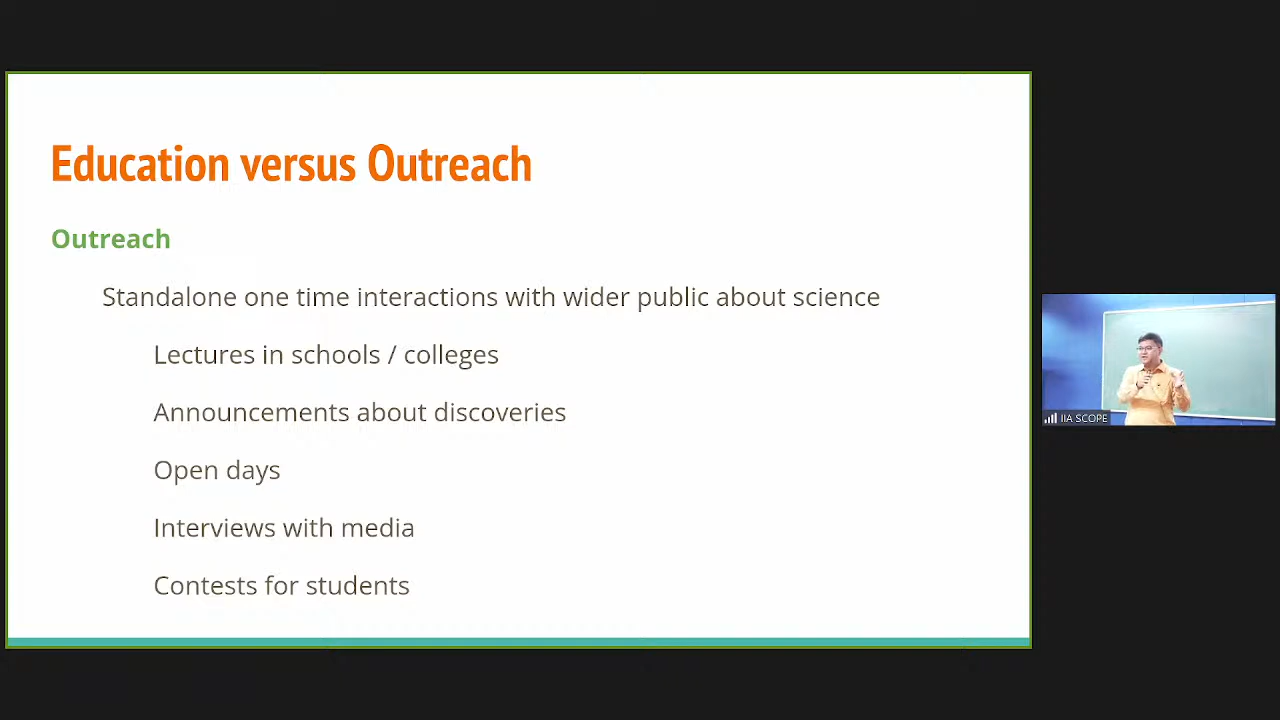 Education versus Outreach
Outreach
Standalone one time interactions with wider public about science
Lectures in schools / colleges
Announcements about discoveries
Open days
Interviews with media
Contests for students
IIA SCOPE